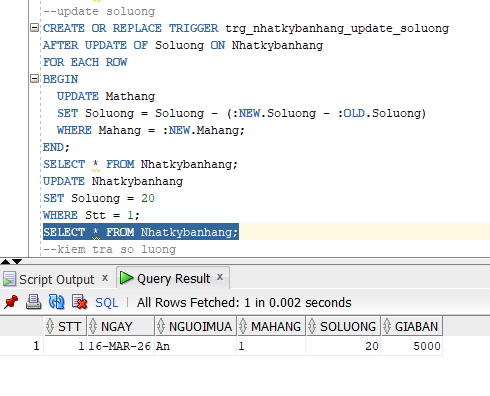 --update soluong
CREATE OR REPLACE TRIGGER trg_nhatkybanhang_update_soluong
AFTER UPDATE OF Soluong ON Nhatkybanhang
FOR EACH ROW
BEGIN
UPDATE Mathang
SET Soluong = Soluong - (:NEW.Soluong - :OLD.Soluong)
WHERE Mahang = :NEW.Mahang;
END;
SELECT * FROM Nhatkybanhang;
UPDATE Nhatkybanhang
SET Soluong = 20
WHERE Stt = 1;
SELECT * FROM Nhatkybanhang;
--kiem tra so luong
Script Output x Query Result x
SQL | All Rows Fetched: 1 in 0.002 seconds
STT NGAY NGUOIMUA MAHANG SOLUONG GIABAN
1 1 16-MAR-26 An 1 20 5000